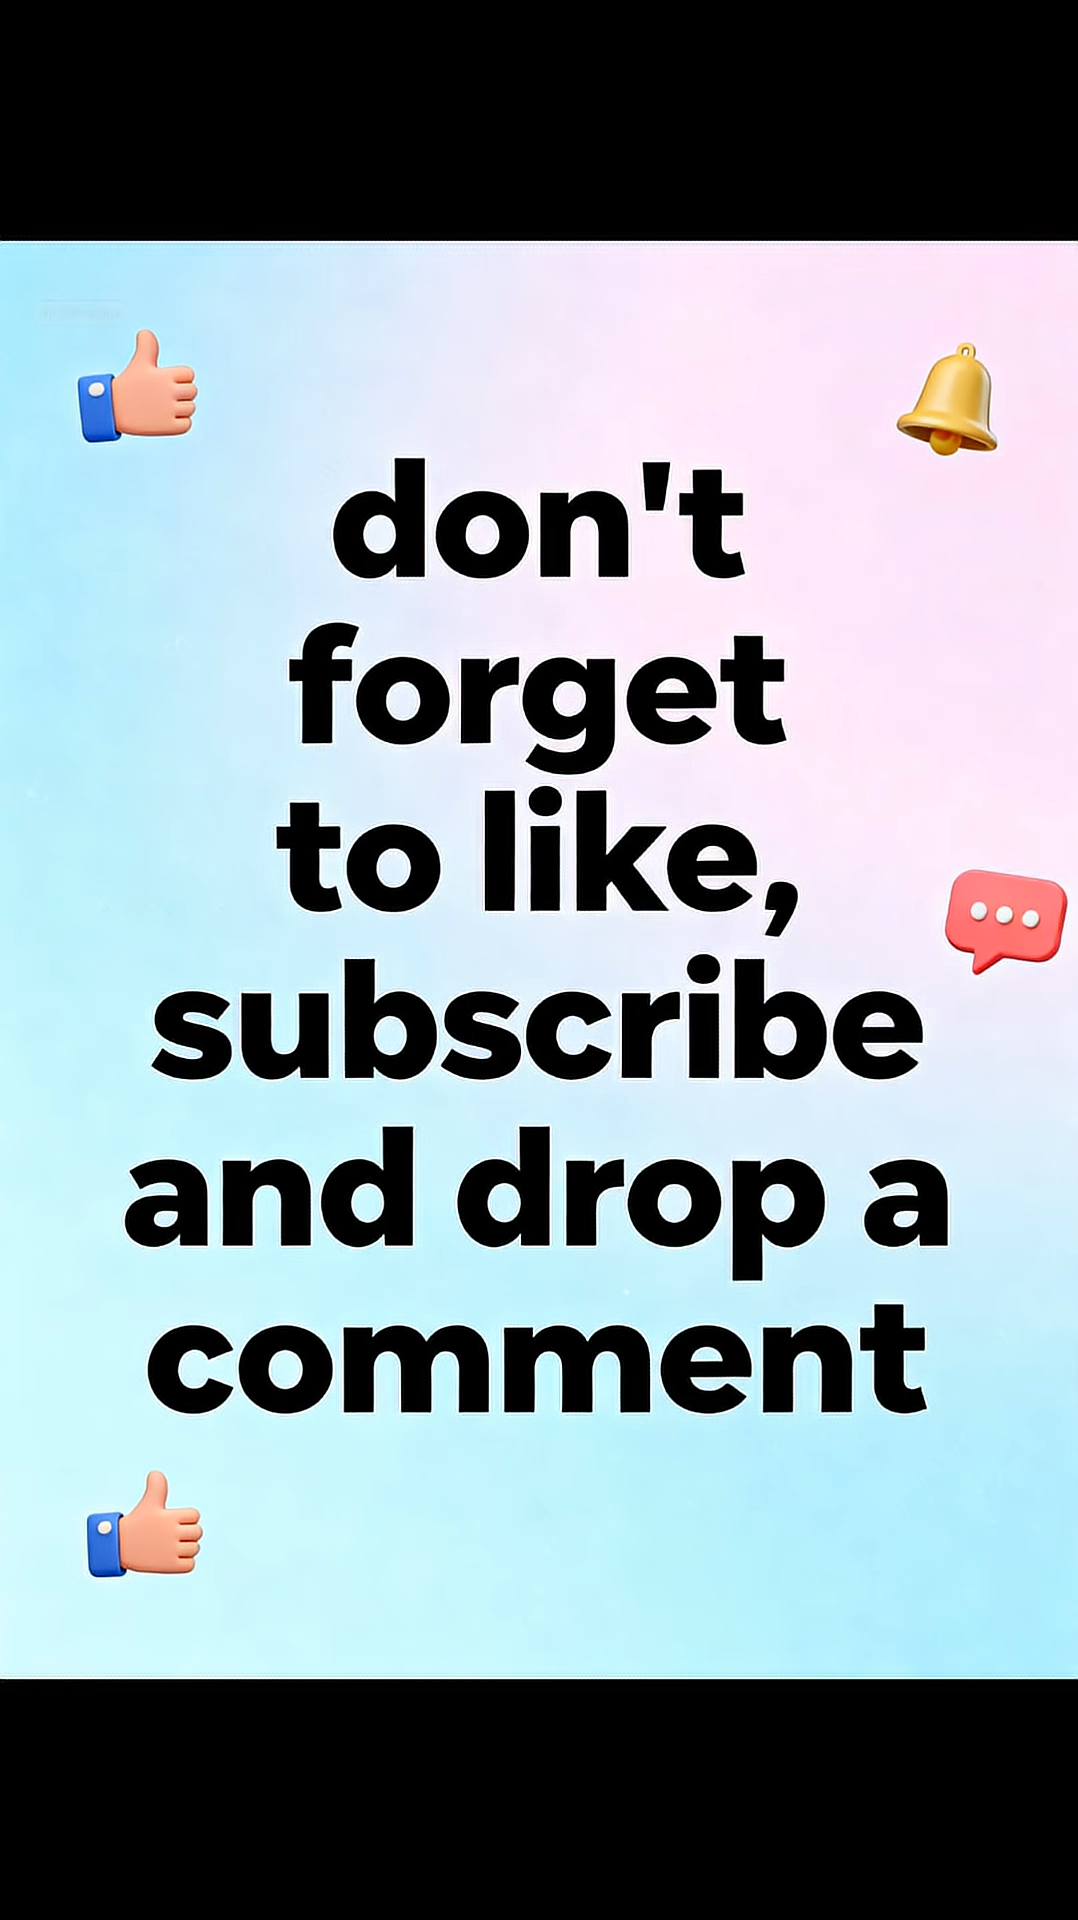 don't
forget
to like,
subscribe
and drop a
comment